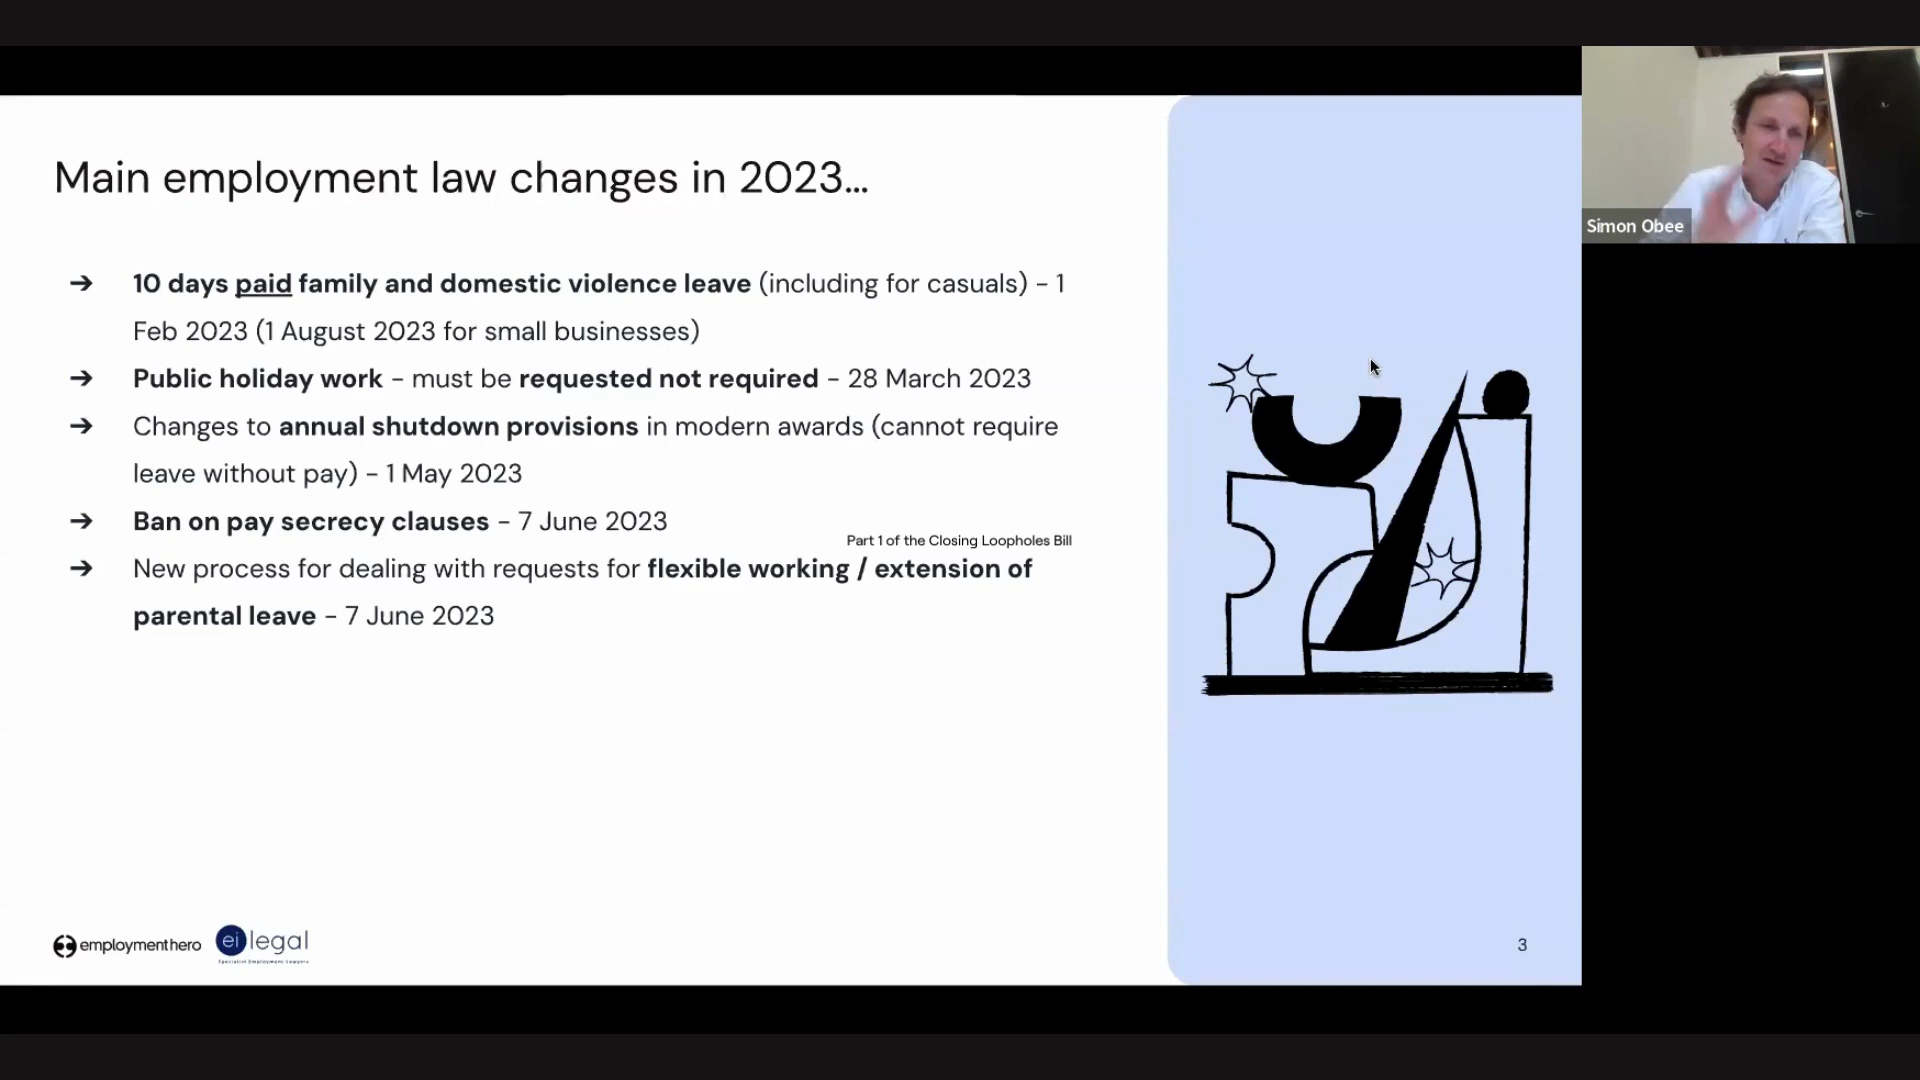 Main employment law changes in 2023...
➔ 10 days paid family and domestic violence leave (including for casuals) – 1
Feb 2023 (1 August 2023 for small businesses)
➔ Public holiday work – must be requested not required – 28 March 2023
➔ Changes to annual shutdown provisions in modern awards (cannot require
leave without pay) – 1 May 2023
➔ Ban on pay secrecy clauses – 7 June 2023
Part 1 of the Closing Loopholes Bill
➔ New process for dealing with requests for flexible working / extension of
parental leave – 7 June 2023
employmenthero
ei legal
Specialist Employment Lawyers
3
Simon Obee